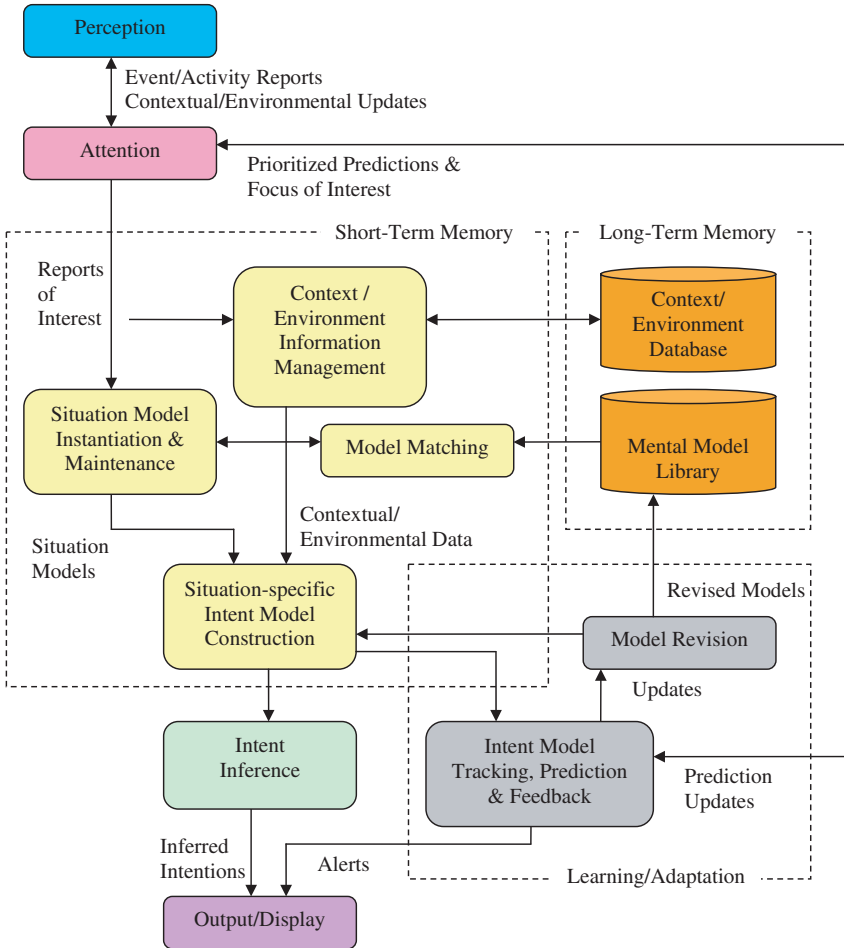 Perception
Event/Activity Reports
Contextual/Environmental Updates
Attention
Prioritized Predictions &
Focus of Interest
Short-Term Memory
Long-Term Memory
Reports
of
Interest
Context /
Environment
Information
Management
Context/
Environment
Database
Situation Model
Instantiation &
Maintenance
Model Matching
Mental Model
Library
Situation
Models
Contextual/
Environmental Data
Situation-specific
Intent Model
Construction
Revised Models
Model Revision
Updates
Intent
Inference
Intent Model
Tracking, Prediction
& Feedback
Prediction
Updates
Inferred
Intentions
Alerts
Learning/Adaptation
Output/Display